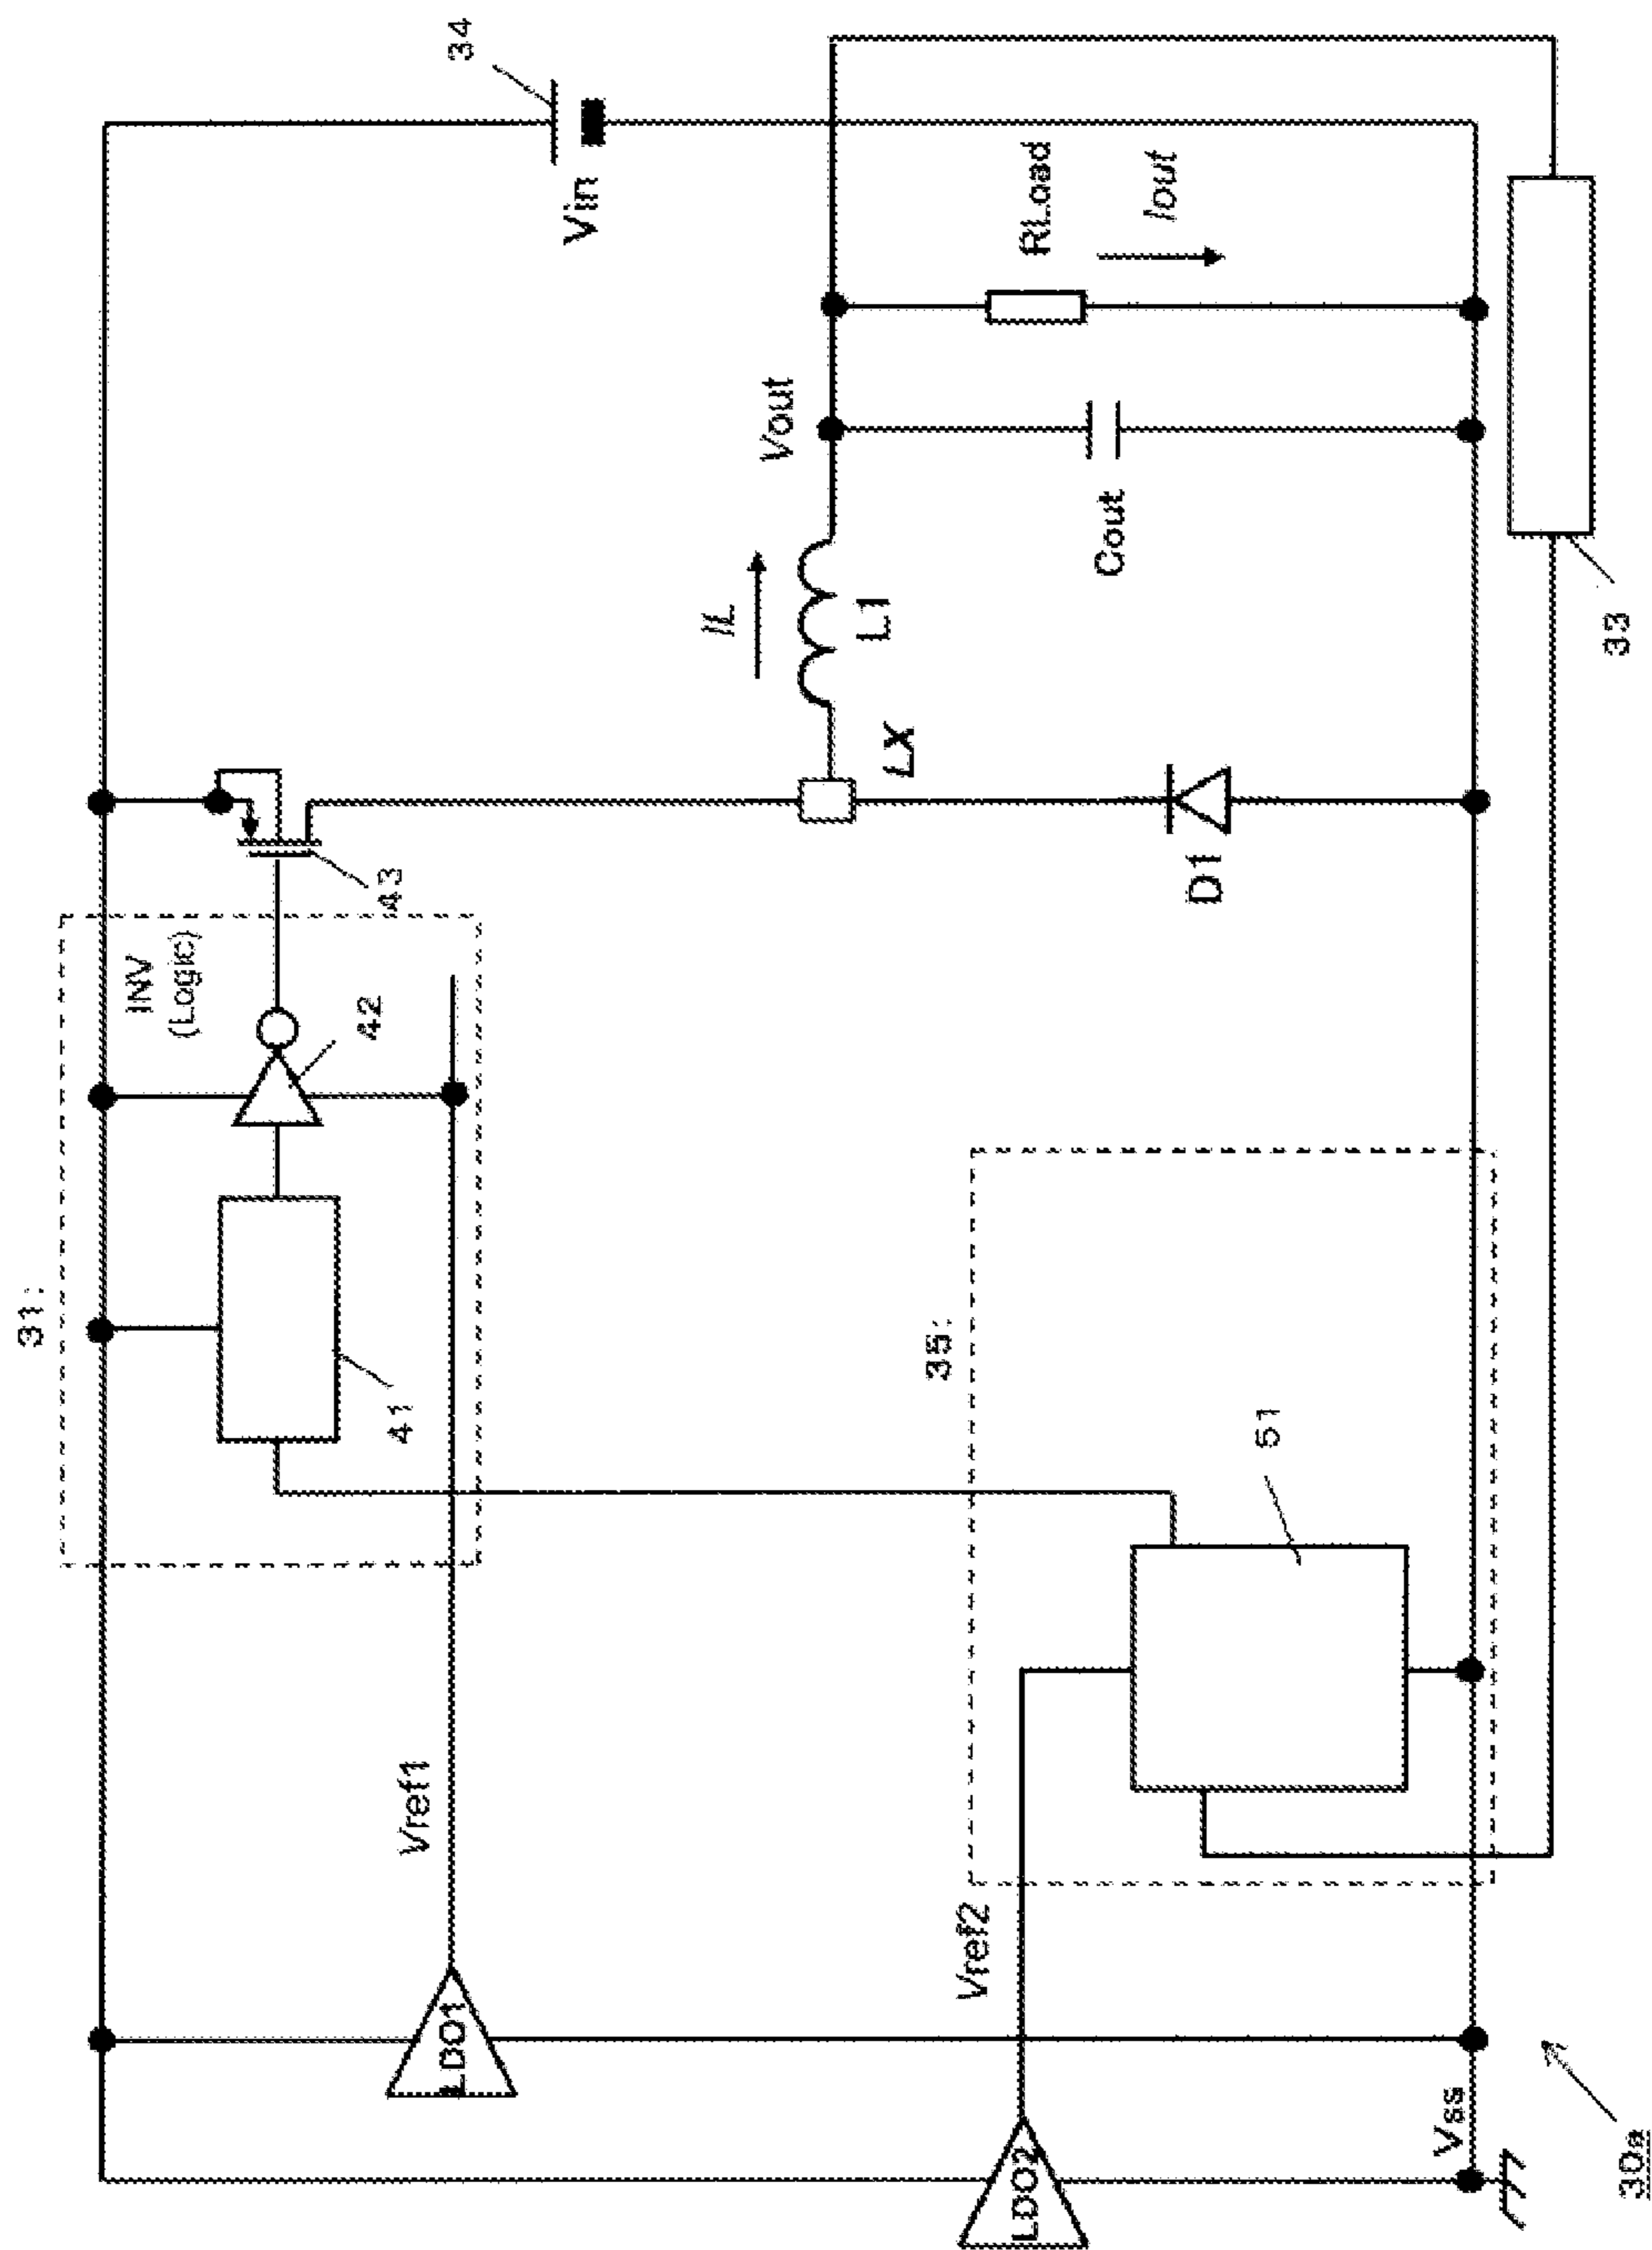 31:
INV
(Logic)
42
41
43
34
Vin
IL
L1
LX
Vout
RLoad
Iout
Cout
D1
33
35:
51
Vref1
LDO1
Vref2
LDO2
Vss
30a